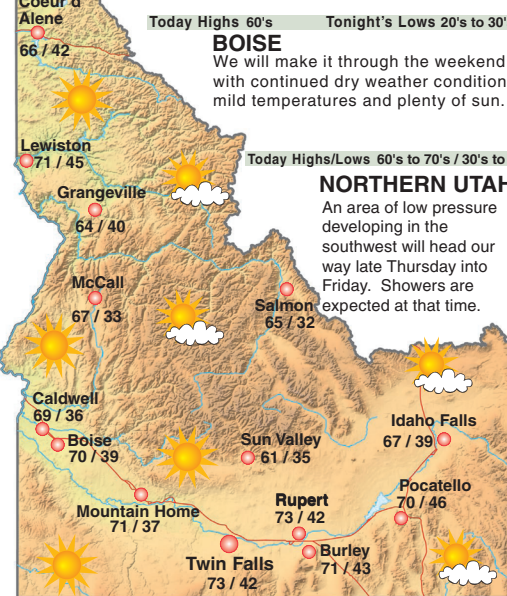 Coeur d'
Alene
66 / 42
Today Highs 60's Tonight's Lows 20's to 30'
BOISE
We will make it through the weekend
with continued dry weather condition
mild temperatures and plenty of sun.
Lewiston
71 / 45
Today Highs/Lows 60's to 70's / 30's to
Grangeville
64 / 40
NORTHERN UTAH
An area of low pressure
developing in the
southwest will head our
way late Thursday into
Friday. Showers are
expected at that time.
McCall
67 / 33
Salmon
65 / 32
Caldwell
69 / 36
Boise
70 / 39
Sun Valley
61 / 35
Idaho Falls
67 / 39
Mountain Home
71 / 37
Rupert
73 / 42
Pocatello
70 / 46
Twin Falls
73 / 42
Burley
71 / 43